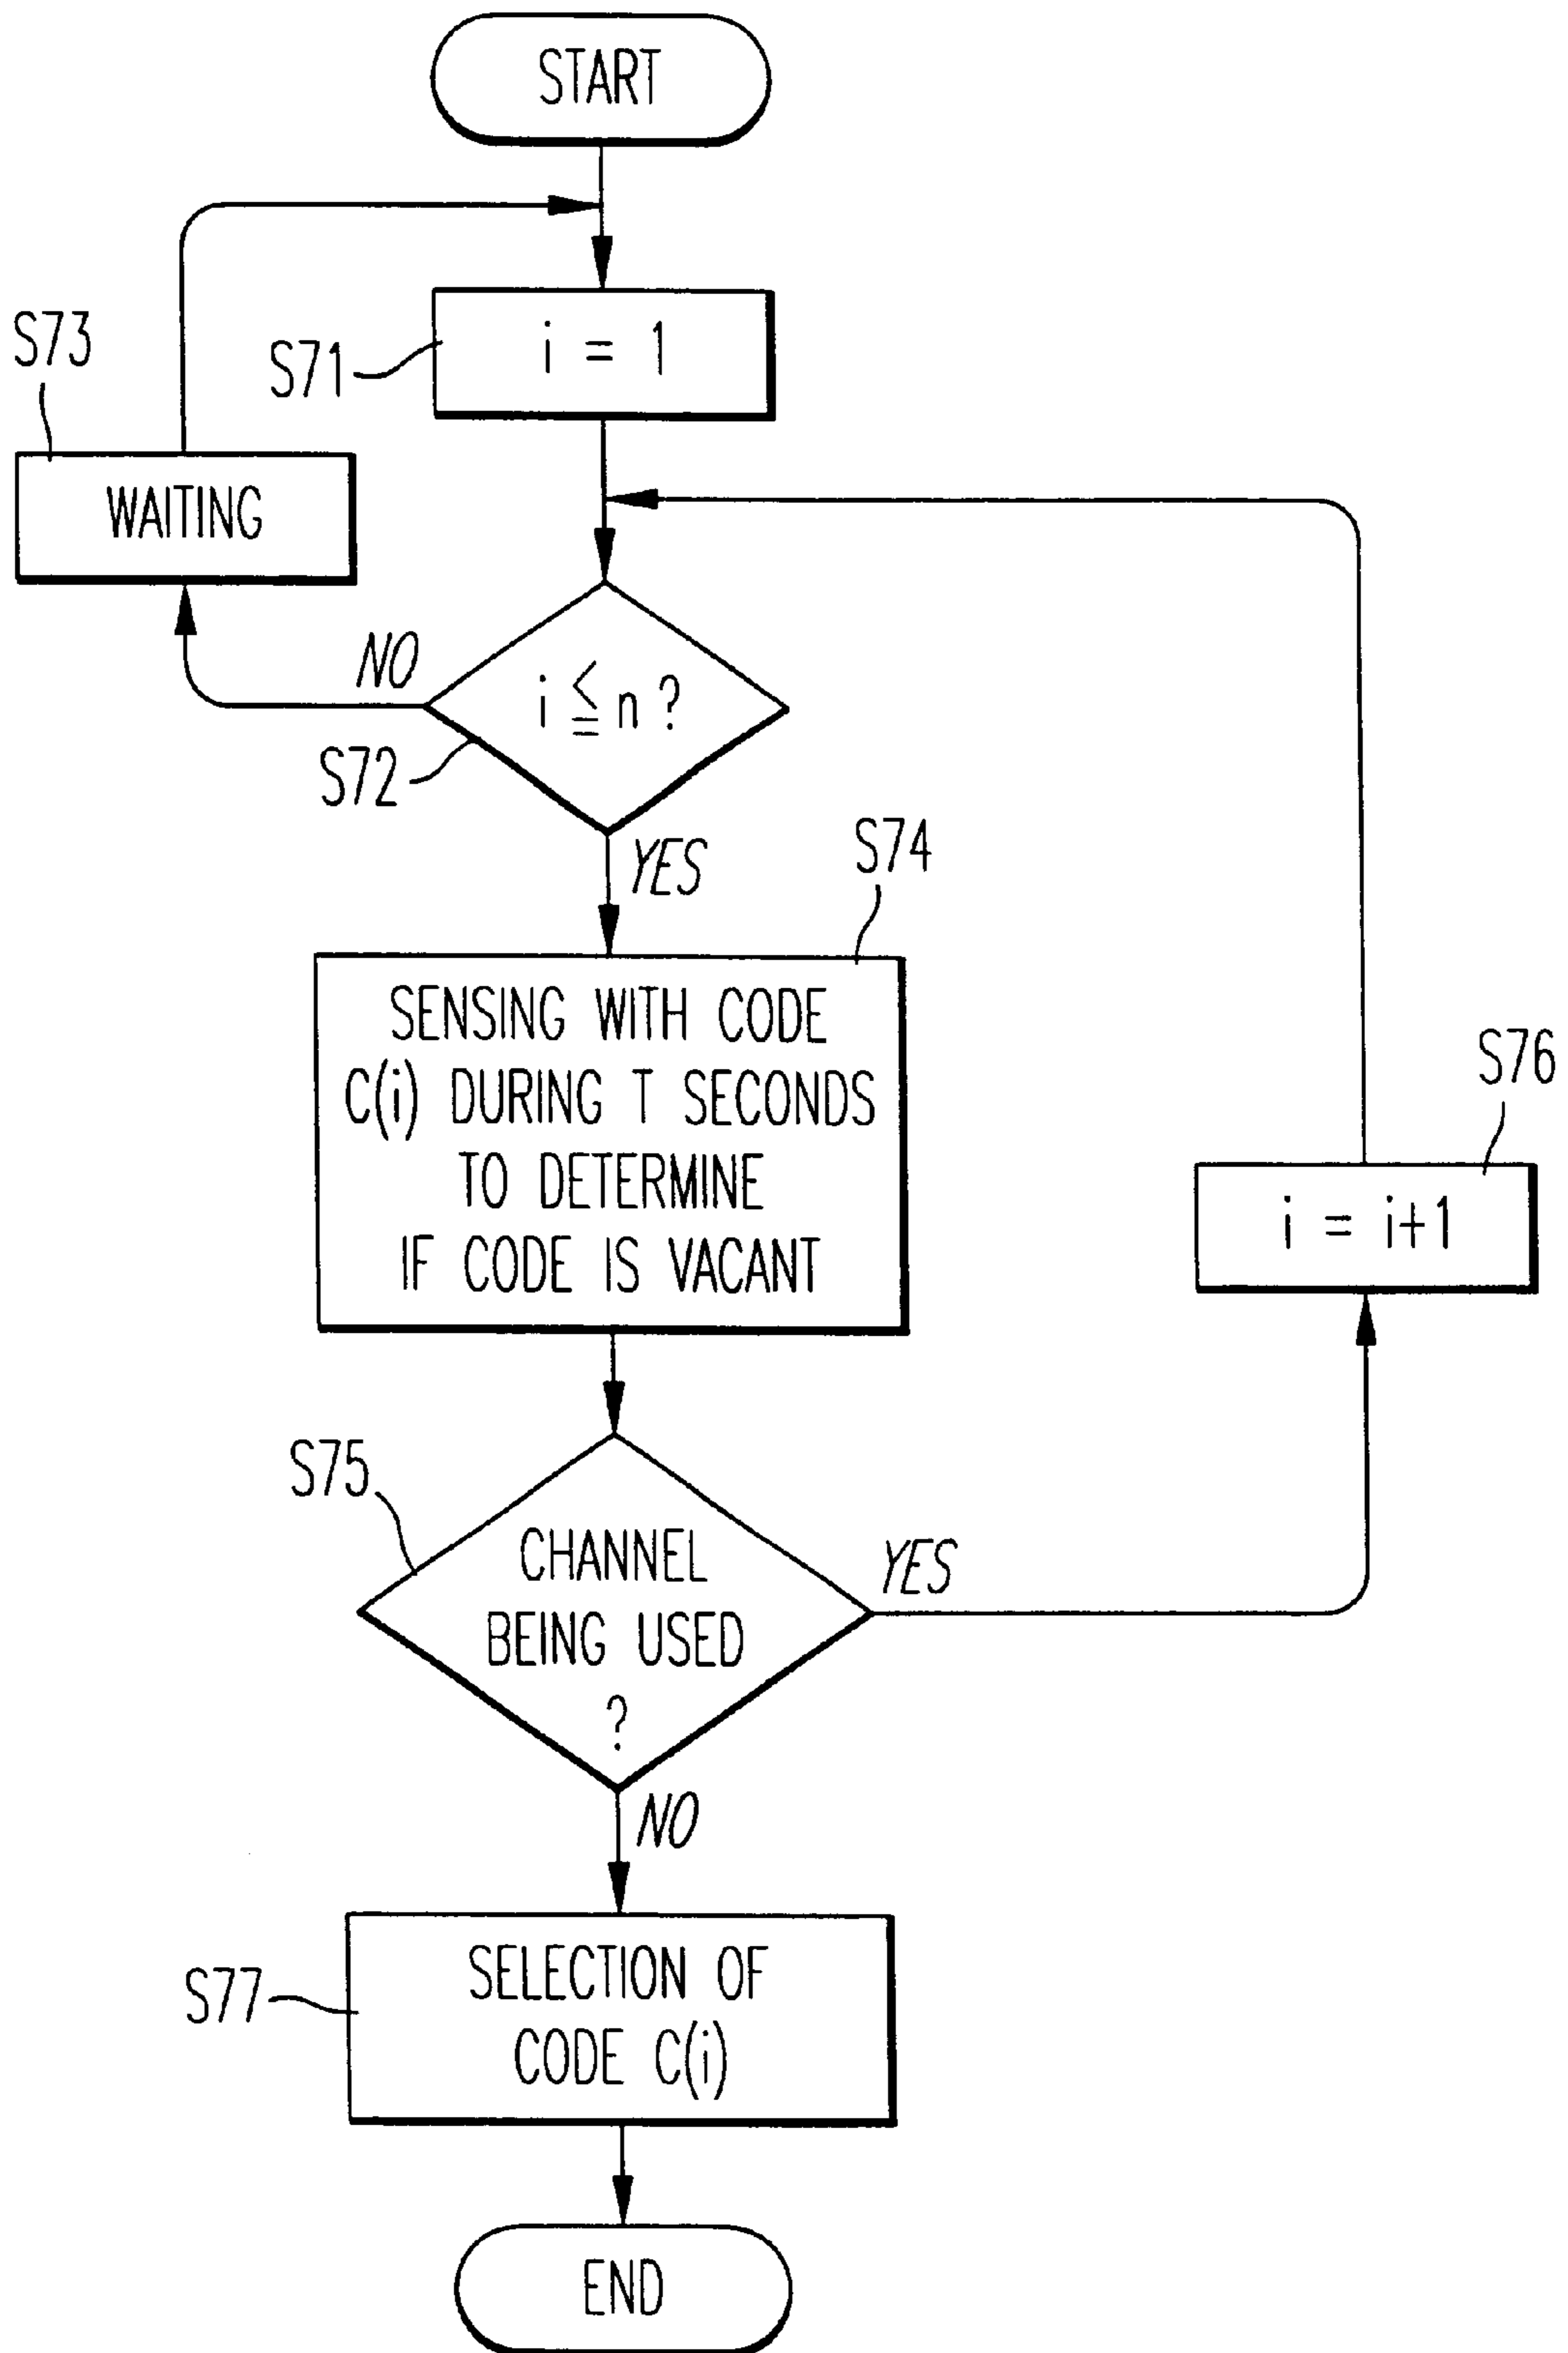 START
S73
S71
i = 1
WAITING
NO
i ≦ n ?
S72
YES
S74
SENSING WITH CODE
C(i) DURING T SECONDS
TO DETERMINE
IF CODE IS VACANT
S76
i = i+1
S75
CHANNEL
BEING USED
?
YES
NO
S77
SELECTION OF
CODE C(i)
END